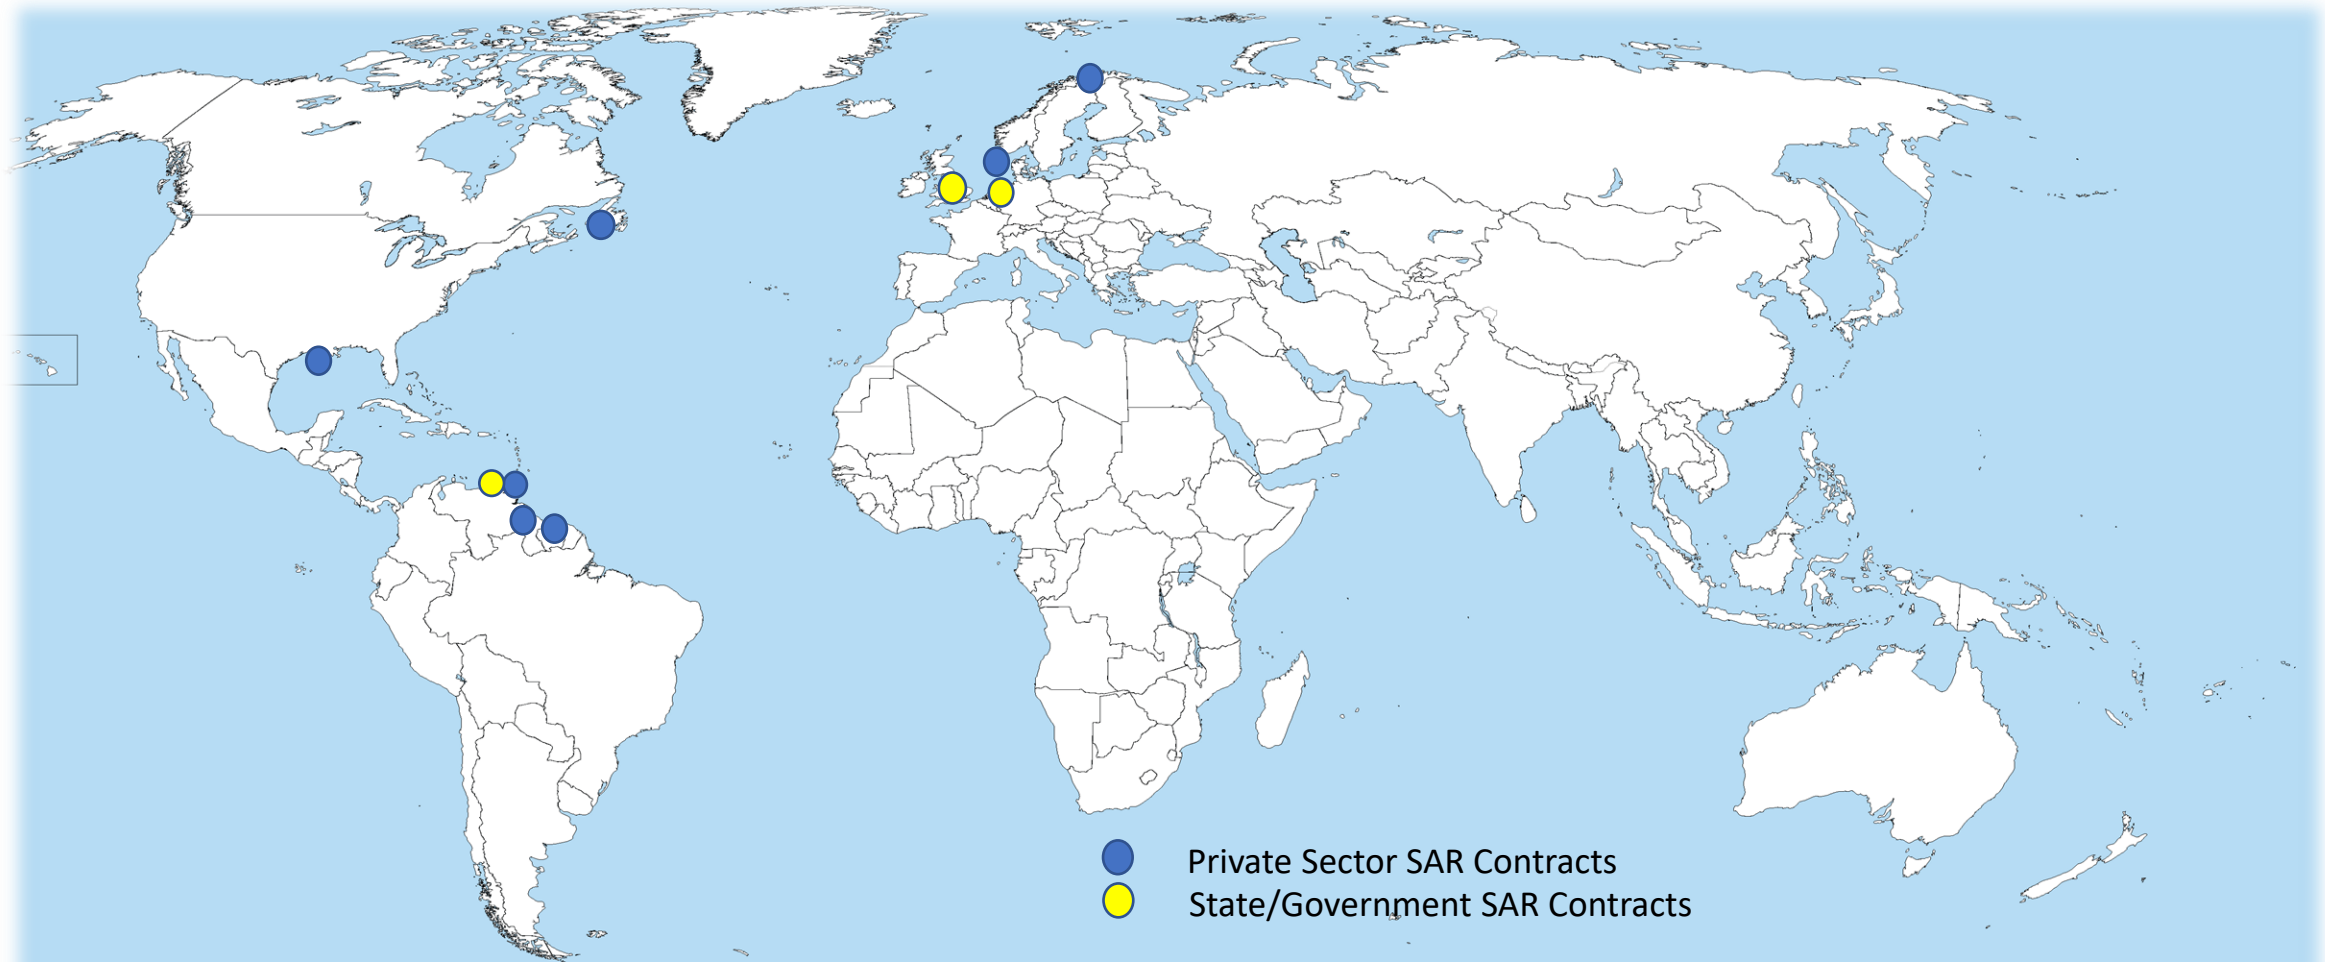 Private Sector SAR Contracts
State/Government SAR Contracts